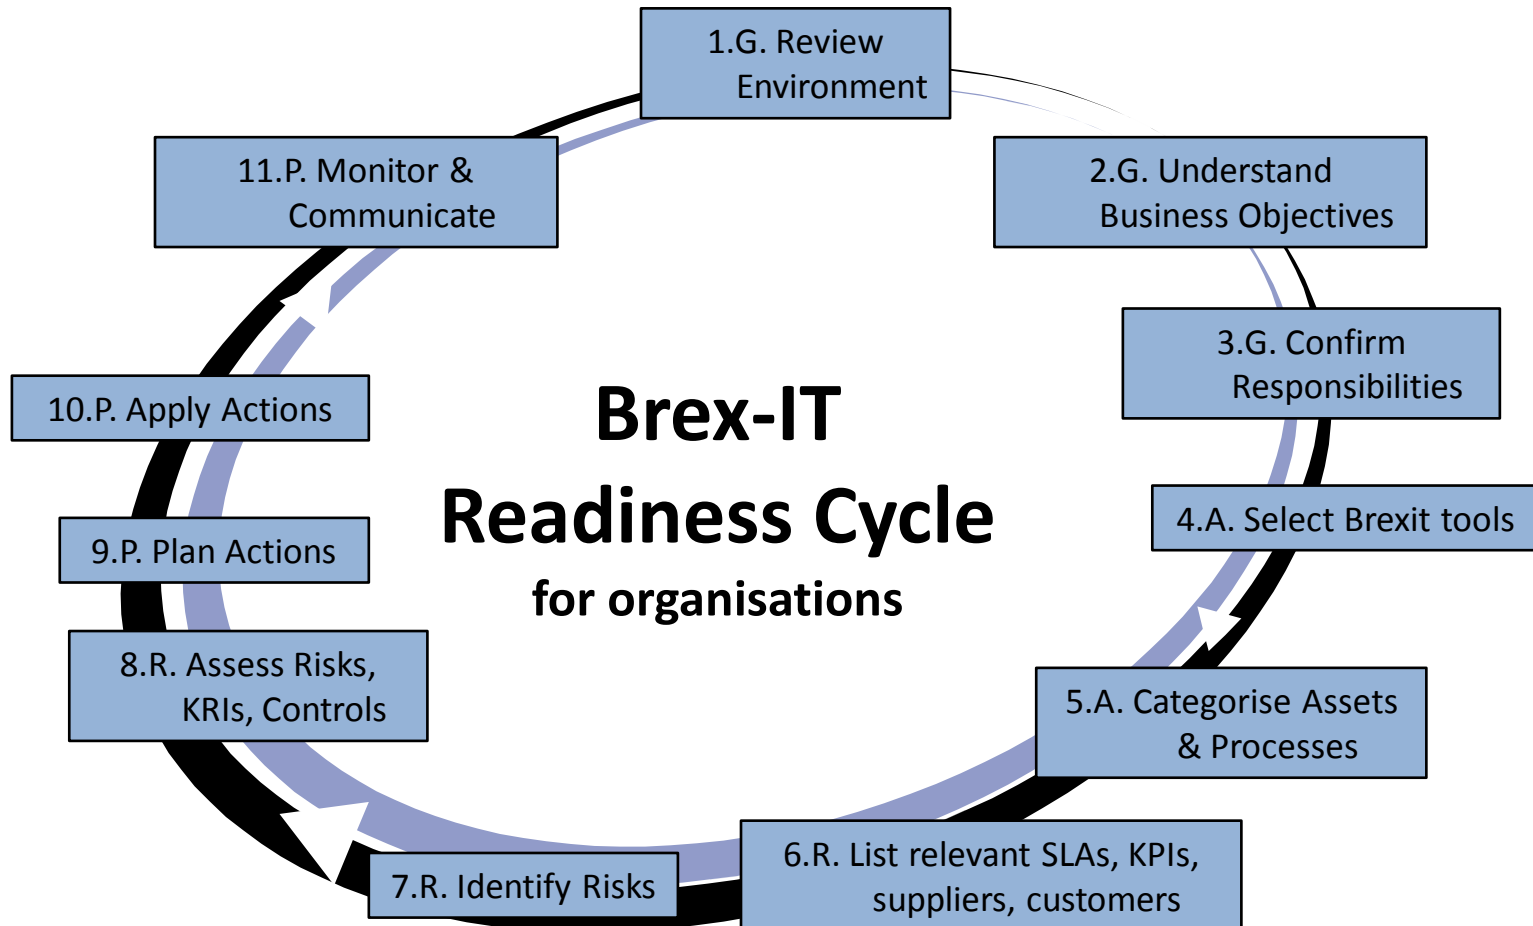 1.G. Review
Environment
2.G. Understand
Business Objectives
3.G. Confirm
Responsibilities
4.A. Select Brexit tools
5.A. Categorise Assets
& Processes
6.R. List relevant SLAs, KPIs,
suppliers, customers
7.R. Identify Risks
8.R. Assess Risks,
KRIs, Controls
9.P. Plan Actions
10.P. Apply Actions
11.P. Monitor &
Communicate
Brex-IT
Readiness Cycle
for organisations